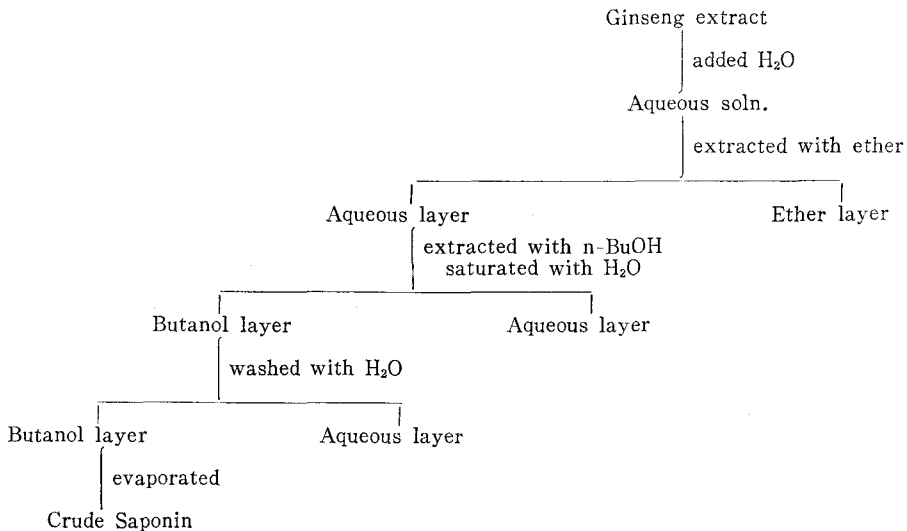 Ginseng extract
added H₂O
Aqueous soln.
extracted with ether
Aqueous layer
Ether layer
extracted with n-BuOH
saturated with H₂O
Butanol layer
Aqueous layer
washed with H₂O
Butanol layer
Aqueous layer
evaporated
Crude Saponin